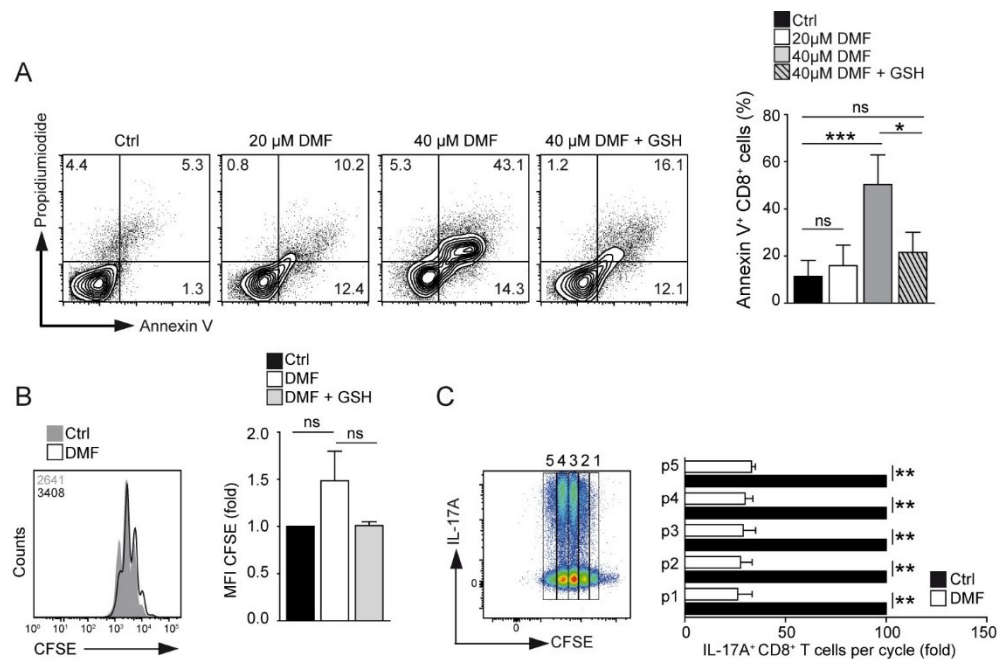 A
Ctrl
20µM DMF
40µM DMF
40µM DMF + GSH
Ctrl
20 µM DMF
40 µM DMF
40 µM DMF + GSH
Propidiumiodide
Annexin V
4.4 5.3
1.3
0.8 10.2
12.4
5.3 43.1
14.3
1.2 16.1
12.1
Annexin V⁺ CD8⁺ cells (%)
80
60
40
20
0
ns
*** *
ns
B
Ctrl
DMF
2641
3408
Counts
10⁰ 10¹ 10² 10³ 10⁴ 10⁵
CFSE
Ctrl
DMF
DMF + GSH
MFI CFSE (fold)
2.0
1.5
1.0
0.5
0.0
ns ns
C
5 4 3 2 1
IL-17A
0
0
CFSE
p5 **
p4 **
p3 **
p2 **
p1 **
Ctrl
DMF
0 50 100 150
IL-17A⁺ CD8⁺ T cells per cycle (fold)